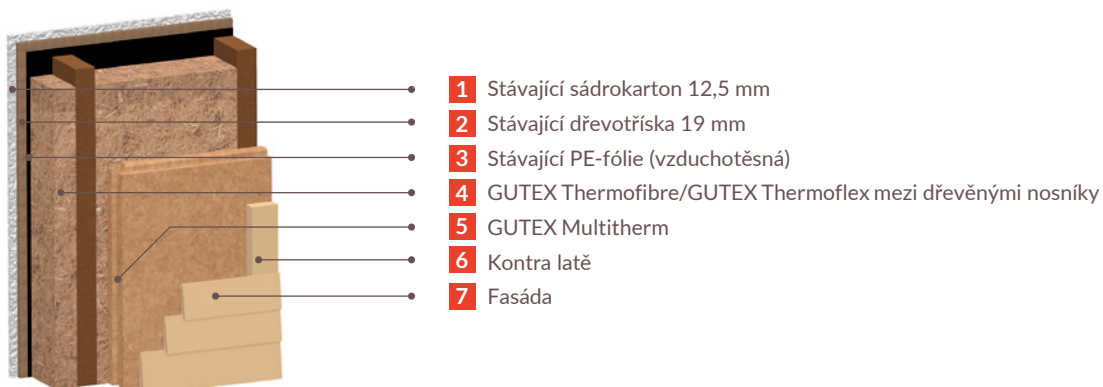 1 Stávající sádrokarton 12,5 mm
2 Stávající dřevotříska 19 mm
3 Stávající PE-fólie (vzduchotěsná)
4 GUTEX Thermofibre/GUTEX Thermoflex mezi dřevěnými nosníky
5 GUTEX Multitherm
6 Kontra latě
7 Fasáda